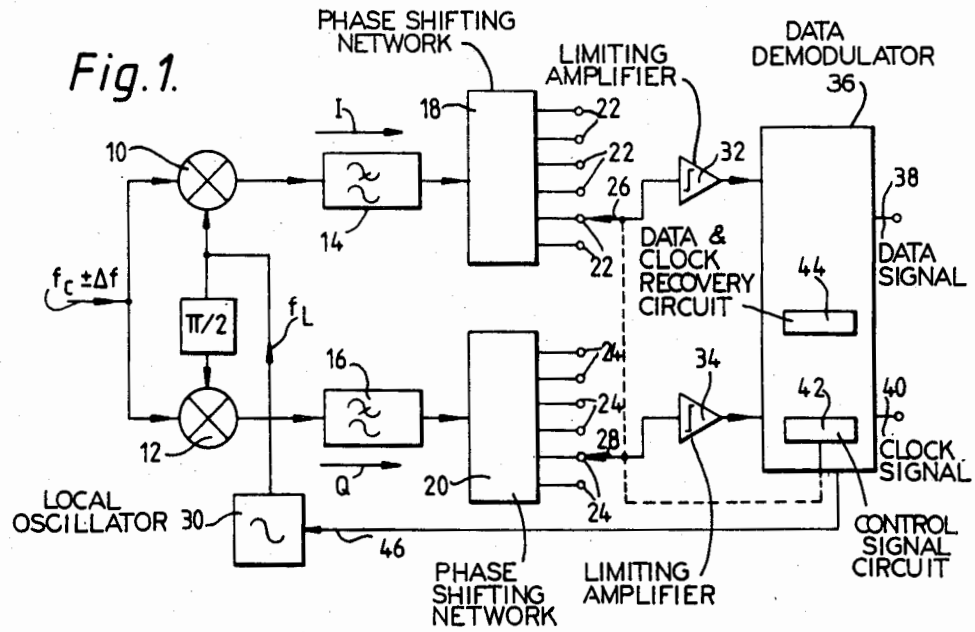 Fig.1.
PHASE SHIFTING
NETWORK
LIMITING
AMPLIFIER
DATA
DEMODULATOR
36
10
I
14
18
22
22
22
26
32
38
DATA
SIGNAL
DATA &
CLOCK
RECOVERY
CIRCUIT
44
fc ±Δf
π/2
fL
12
16
Q
20
24
24
28
24
34
42
40
CLOCK
SIGNAL
LOCAL
OSCILLATOR 30
46
PHASE
SHIFTING
NETWORK
LIMITING
AMPLIFIER
CONTROL
SIGNAL
CIRCUIT